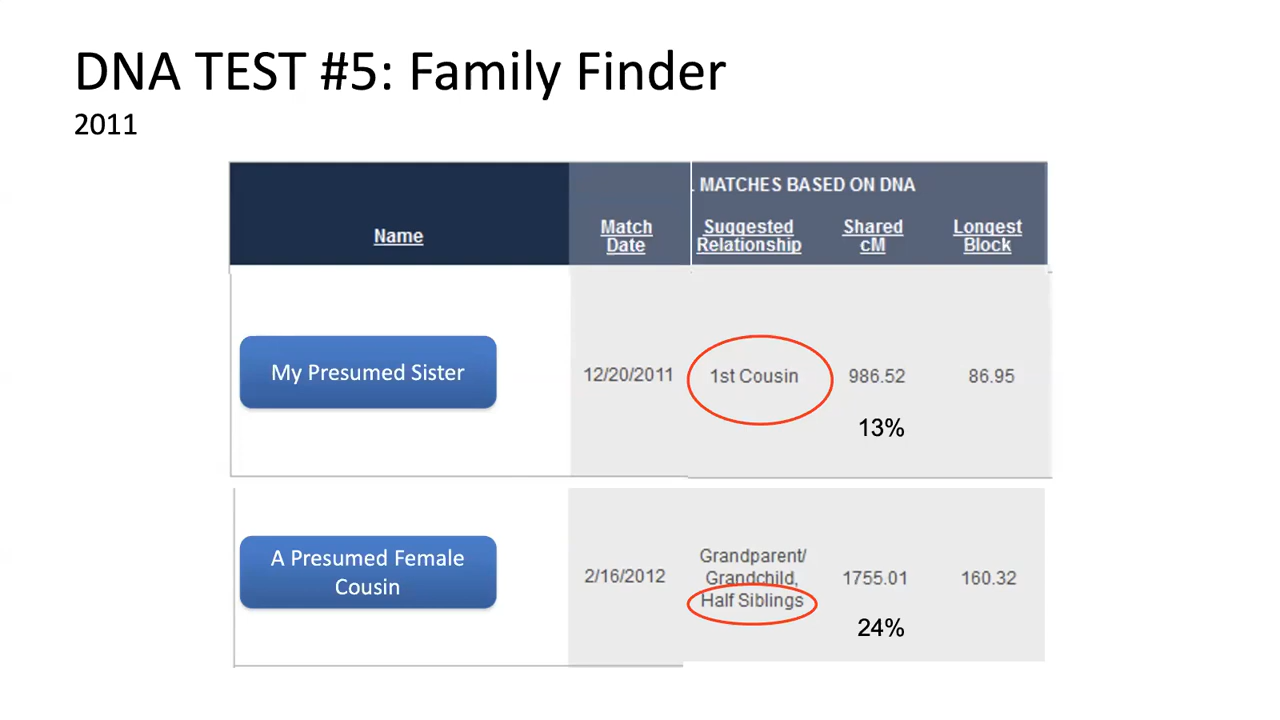 DNA TEST #5: Family Finder
2011
. MATCHES BASED ON DNA
Name
Match
Date
Suggested
Relationship
Shared
cM
Longest
Block
My Presumed Sister
12/20/2011
1st Cousin
986.52
86.95
13%
A Presumed Female
Cousin
2/16/2012
Grandparent/
Grandchild,
Half Siblings
1755.01
160.32
24%